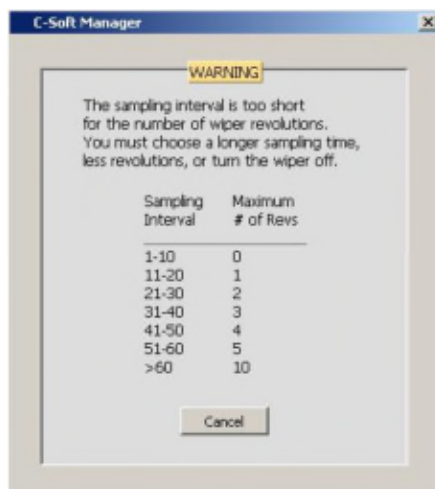 C-Soft Manager
WARNING
The sampling interval is too short
for the number of wiper revolutions.
You must choose a longer sampling time,
less revolutions, or turn the wiper off.
Sampling Maximum
Interval # of Revs
1-10 0
11-20 1
21-30 2
31-40 3
41-50 4
51-60 5
>60 10
Cancel